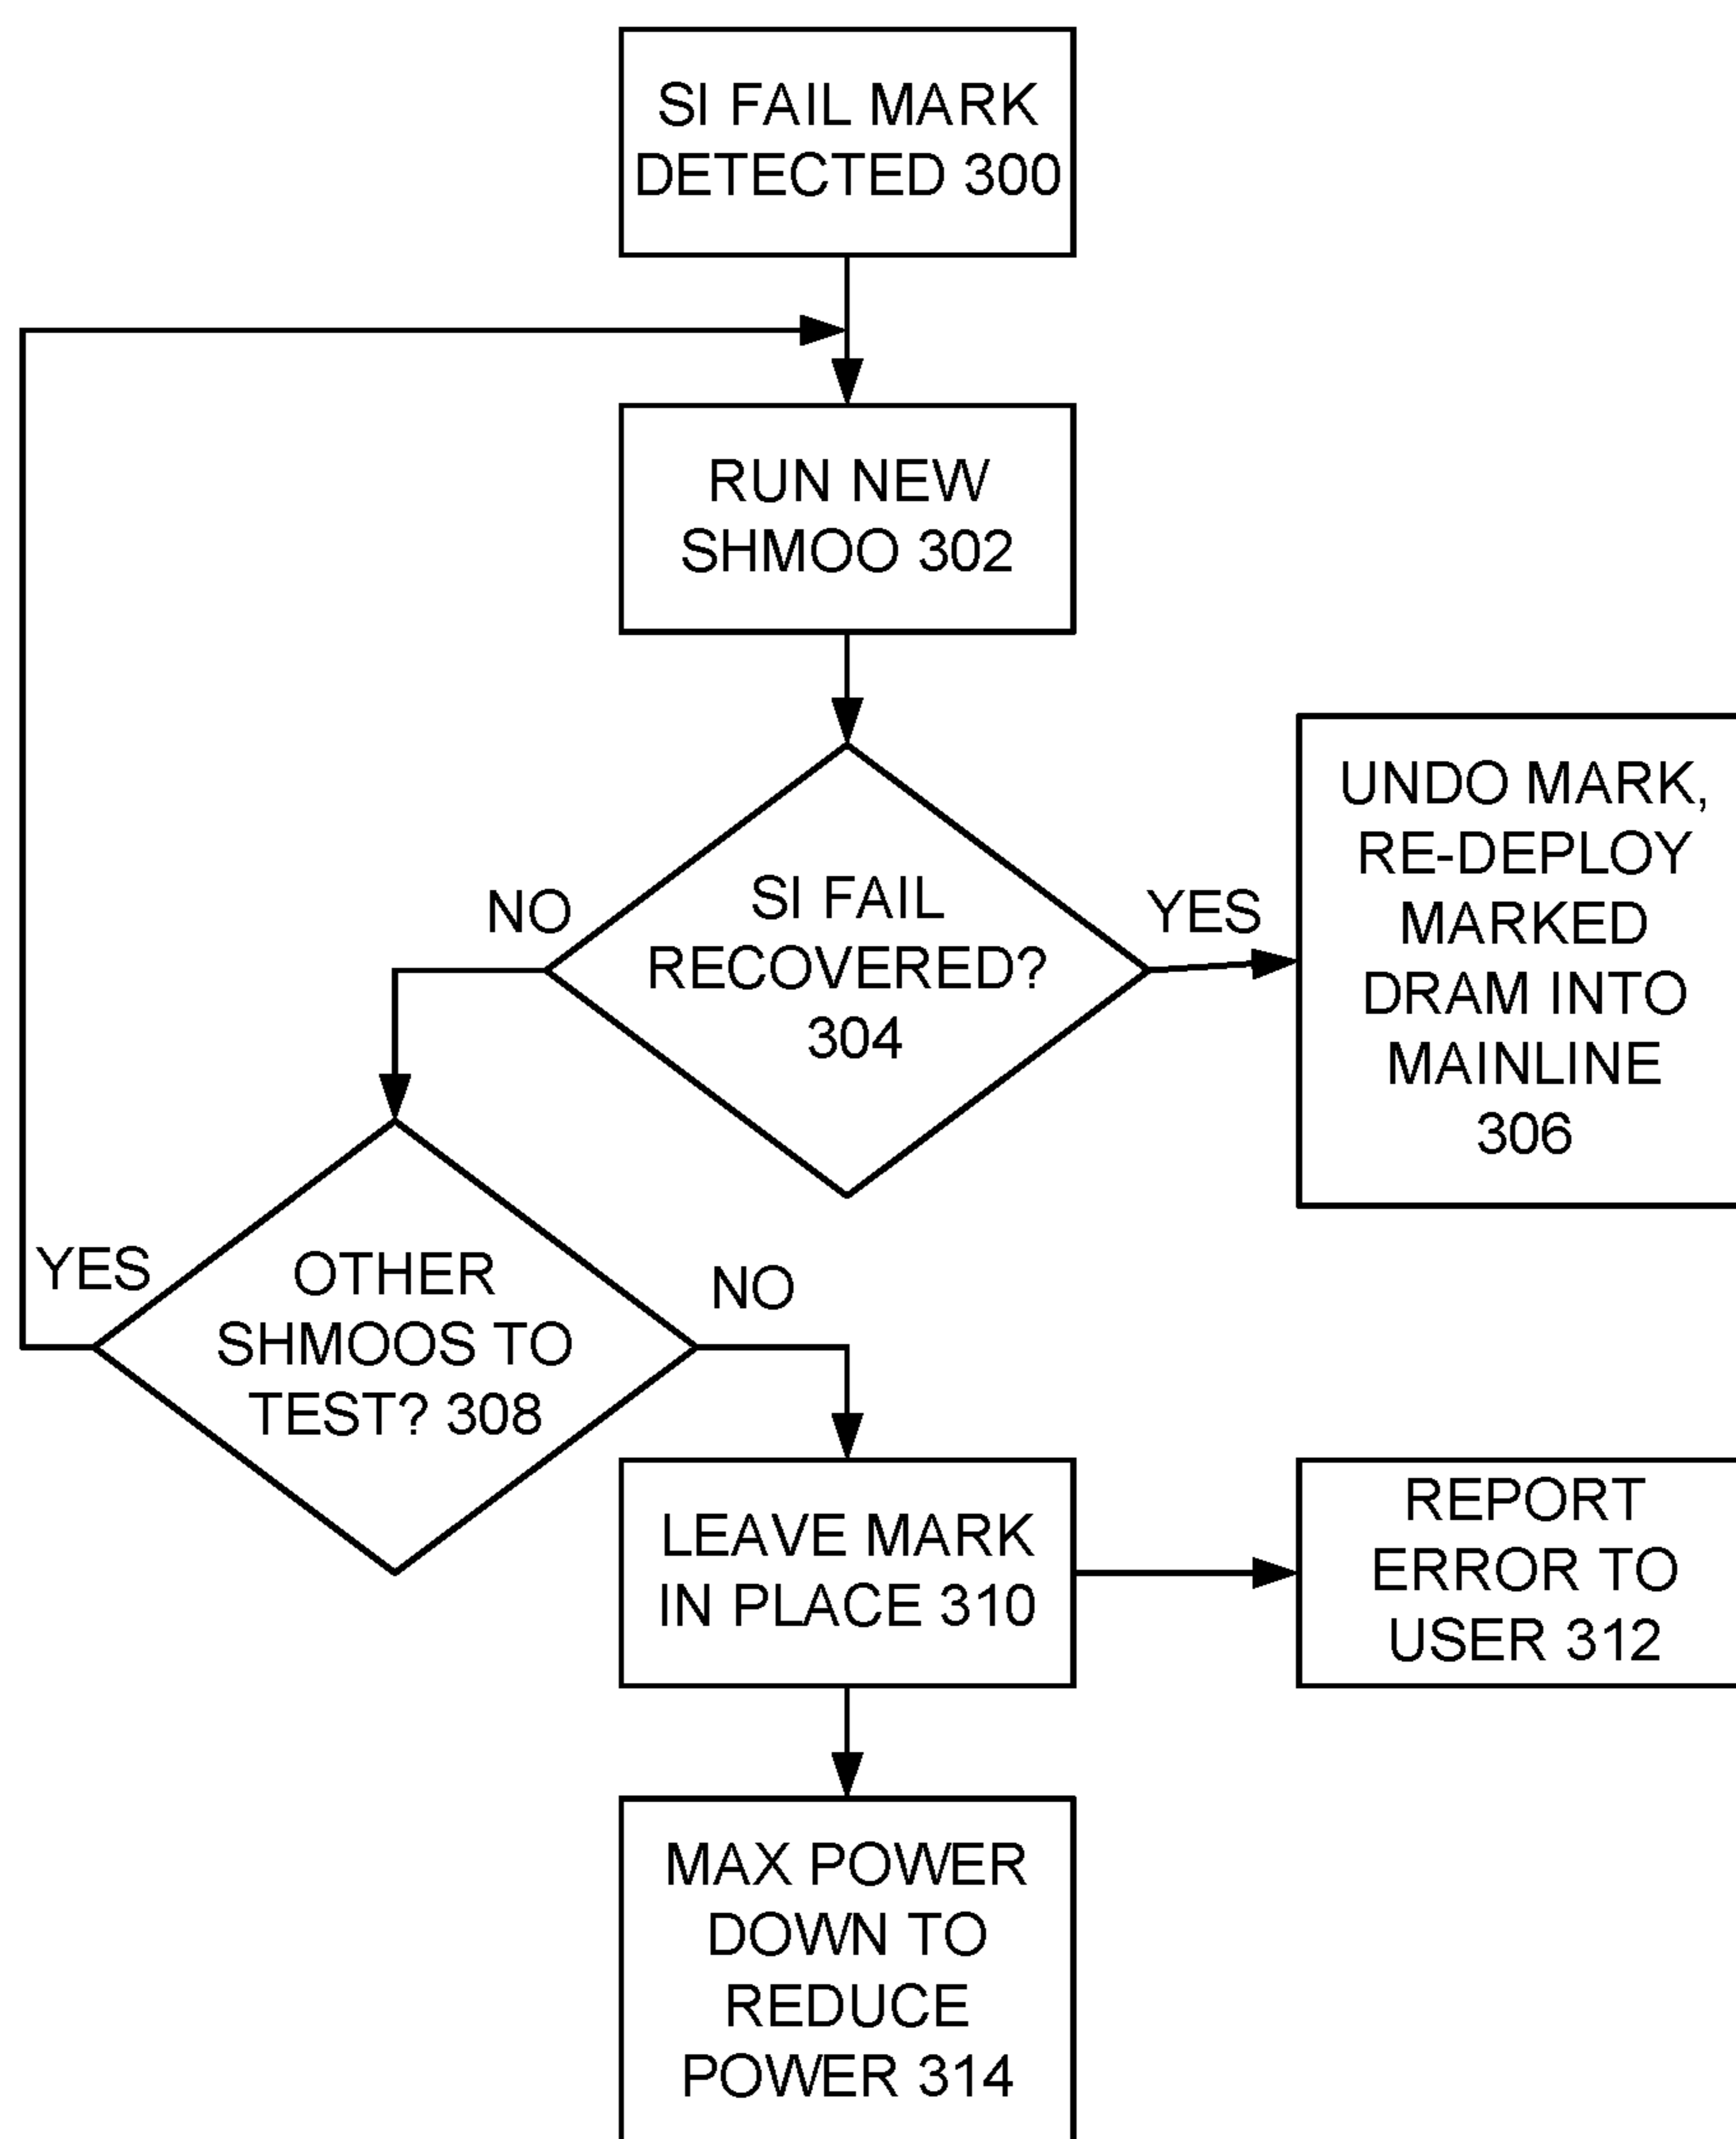 SI FAIL MARK
DETECTED 300
RUN NEW
SHMOO 302
SI FAIL
RECOVERED?
304
NO
YES
UNDO MARK,
RE-DEPLOY
MARKED
DRAM INTO
MAINLINE
306
YES
OTHER
SHMOOS TO
TEST? 308
NO
LEAVE MARK
IN PLACE 310
REPORT
ERROR TO
USER 312
MAX POWER
DOWN TO
REDUCE
POWER 314